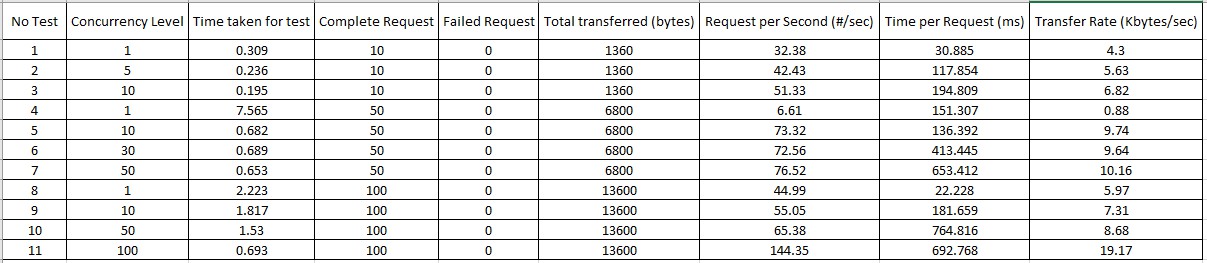 No Test Concurrency Level Time taken for test Complete Request Failed Request Total transferred (bytes) Request per Second (#/sec) Time per Request (ms) Transfer Rate (Kbytes/sec)
1 1 0.309 10 0 1360 32.38 30.885 4.3
2 5 0.236 10 0 1360 42.43 117.854 5.63
3 10 0.195 10 0 1360 51.33 194.809 6.82
4 1 7.565 50 0 6800 6.61 151.307 0.88
5 10 0.682 50 0 6800 73.32 136.392 9.74
6 30 0.689 50 0 6800 72.56 413.445 9.64
7 50 0.653 50 0 6800 76.52 653.412 10.16
8 1 2.223 100 0 13600 44.99 22.228 5.97
9 10 1.817 100 0 13600 55.05 181.659 7.31
10 50 1.53 100 0 13600 65.38 764.816 8.68
11 100 0.693 100 0 13600 144.35 692.768 19.17